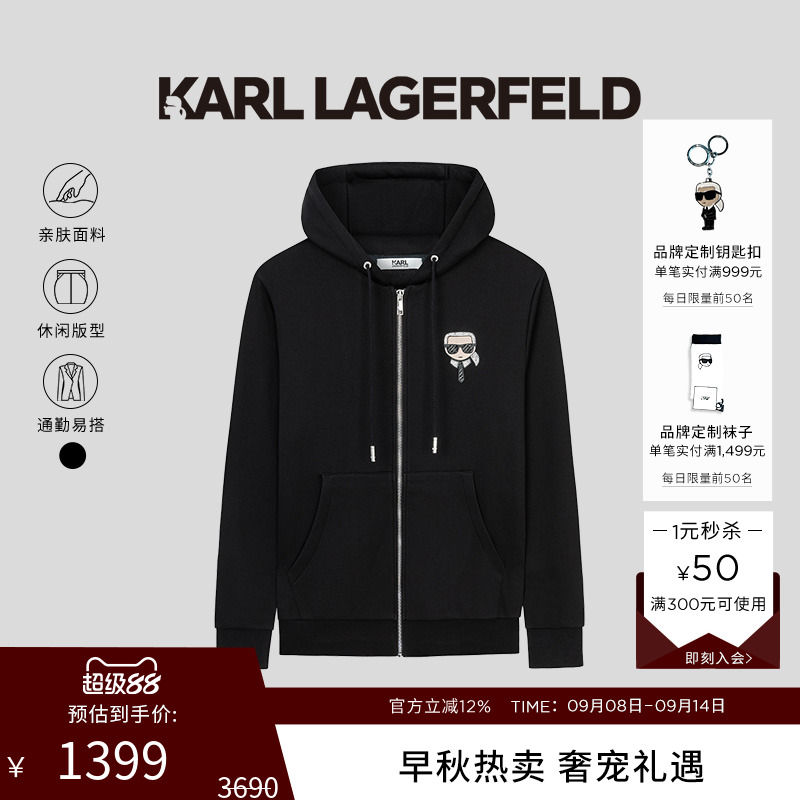 KARL LAGERFELD
亲肤面料
休闲版型
通勤易搭
KARL
品牌定制钥匙扣
单笔实付满999元
每日限量前50名
品牌定制袜子
单笔实付满1,499元
每日限量前50名
1元秒杀
¥50
满300元可使用
即刻入会>
超级88
预估到手价:
¥ 1399
3690
官方立减12% TIME: 09月08日-09月14日
早秋热卖 奢宠礼遇